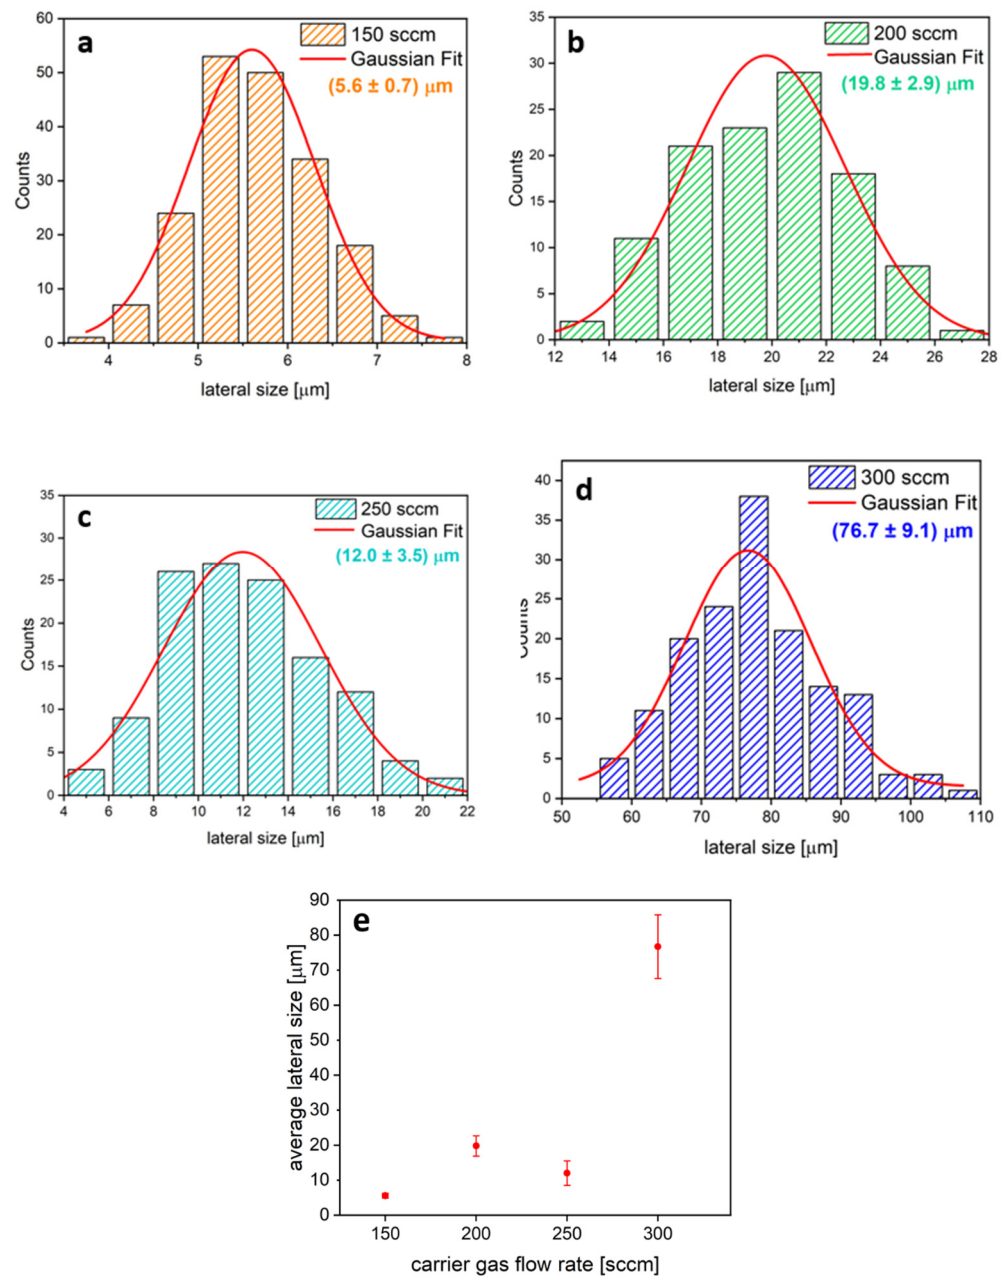 a
150 sccm
Gaussian Fit
(5.6 ± 0.7) μm
60
50
40
30
20
10
0
Counts
4 5 6 7 8
lateral size [μm]
b
200 sccm
Gaussian Fit
(19.8 ± 2.9) μm
35
30
25
20
15
10
5
0
Counts
12 14 16 18 20 22 24 26 28
lateral size [μm]
c
250 sccm
Gaussian Fit
(12.0 ± 3.5) μm
35
30
25
20
15
10
5
0
Counts
4 6 8 10 12 14 16 18 20 22
lateral size [μm]
d
300 sccm
Gaussian Fit
(76.7 ± 9.1) μm
40
35
30
25
20
15
10
5
0
Counts
50 60 70 80 90 100 110
lateral size [μm]
e
90
80
70
60
50
40
30
20
10
0
average lateral size [μm]
150 200 250 300
carrier gas flow rate [sccm]